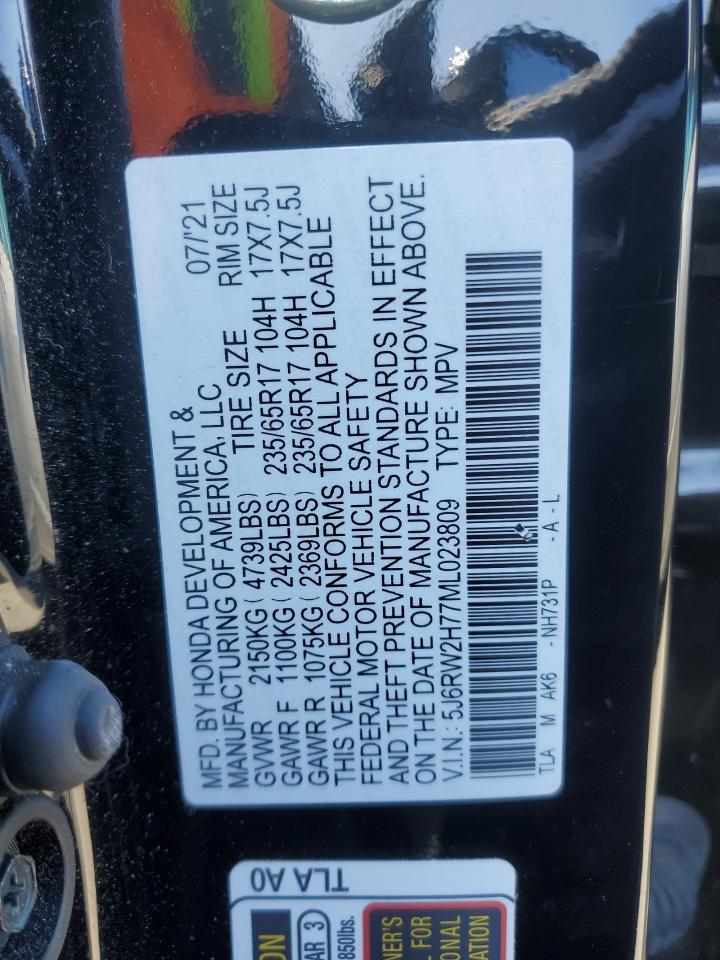 07/'21
MFD. BY HONDA DEVELOPMENT &
MANUFACTURING OF AMERICA, LLC
TIRE SIZE RIM SIZE
GVWR 2150KG ( 4739LBS)
GAWR F 1100KG ( 2425LBS) 235/65R17 104H 17X7.5J
GAWR R 1075KG ( 2369LBS) 235/65R17 104H 17X7.5J
THIS VEHICLE CONFORMS TO ALL APPLICABLE
FEDERAL MOTOR VEHICLE SAFETY
AND THEFT PREVENTION STANDARDS IN EFFECT
ON THE DATE OF MANUFACTURE SHOWN ABOVE.
V.I.N.: 5J6RW2H77ML023809 TYPE: MPV
TLA M AK6 - NH731P - A - L
TLA A0
AR 3
850lbs.